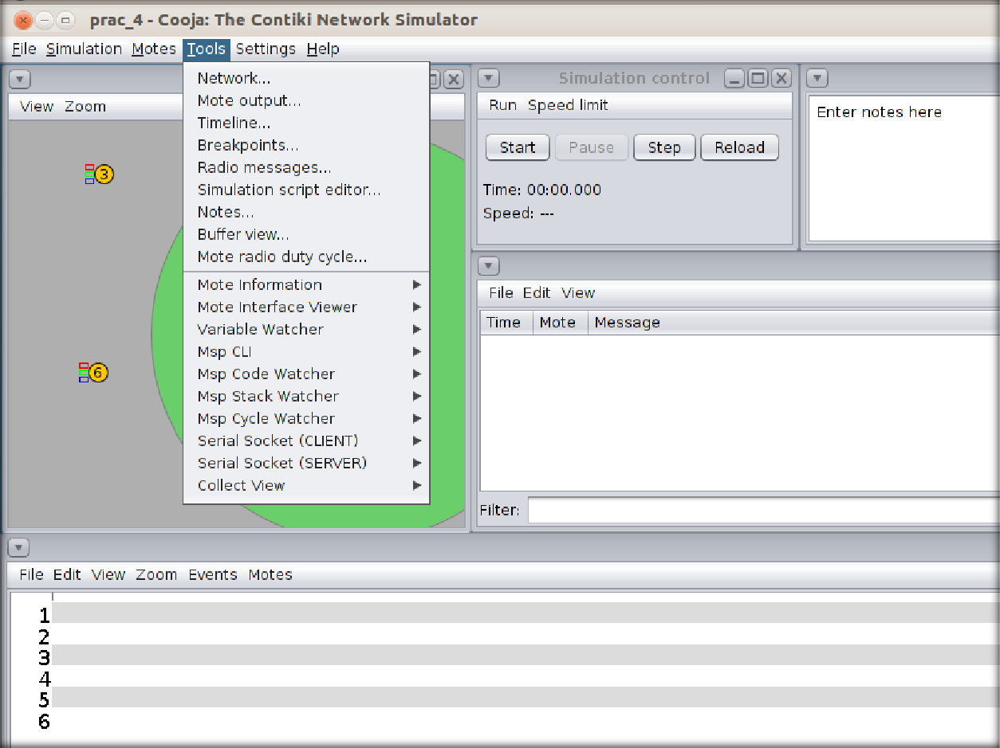 prac_4 - Cooja: The Contiki Network Simulator
File Simulation Motes Tools Settings Help
View Zoom
3
6
Network...
Mote output...
Timeline...
Breakpoints...
Radio messages...
Simulation script editor...
Notes...
Buffer view...
Mote radio duty cycle...
Mote Information
Mote Interface Viewer
Variable Watcher
Msp CLI
Msp Code Watcher
Msp Stack Watcher
Msp Cycle Watcher
Serial Socket (CLIENT)
Serial Socket (SERVER)
Collect View
Simulation control
Run Speed limit
Start Pause Step Reload
Time: 00:00.000
Speed: ---
Enter notes here
File Edit View
Time Mote Message
Filter:
File Edit View Zoom Events Motes
1
2
3
4
5
6